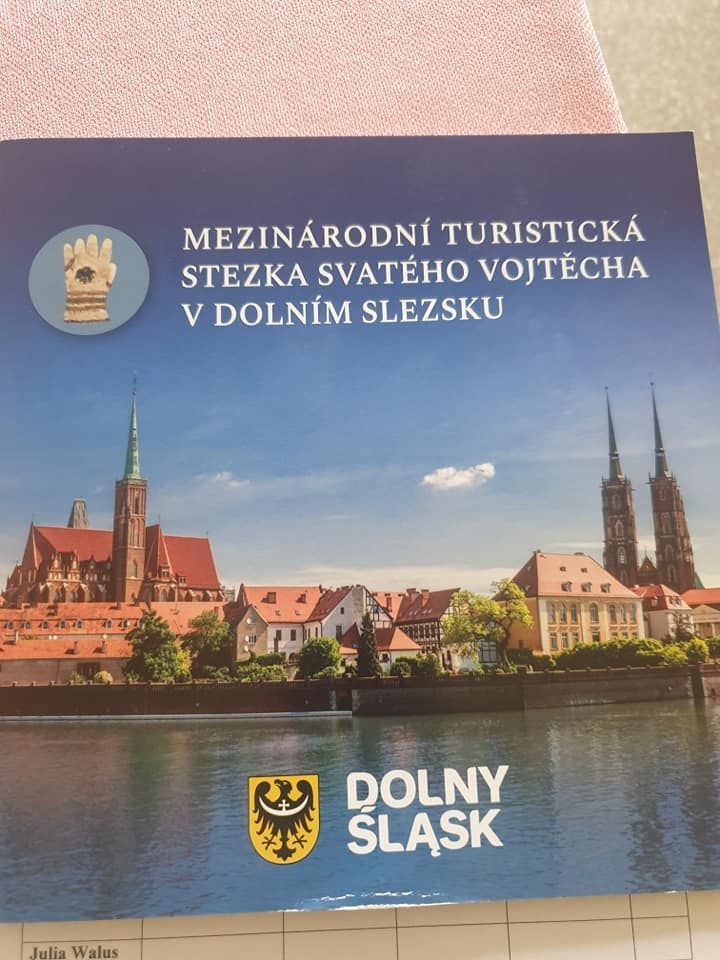 MEZINÁRODNÍ TURISTICKÁ
STEZKA SVATÉHO VOJTĚCHA
V DOLNÍM SLEZSKU
DOLNY
ŚLĄSK
Julia Walus